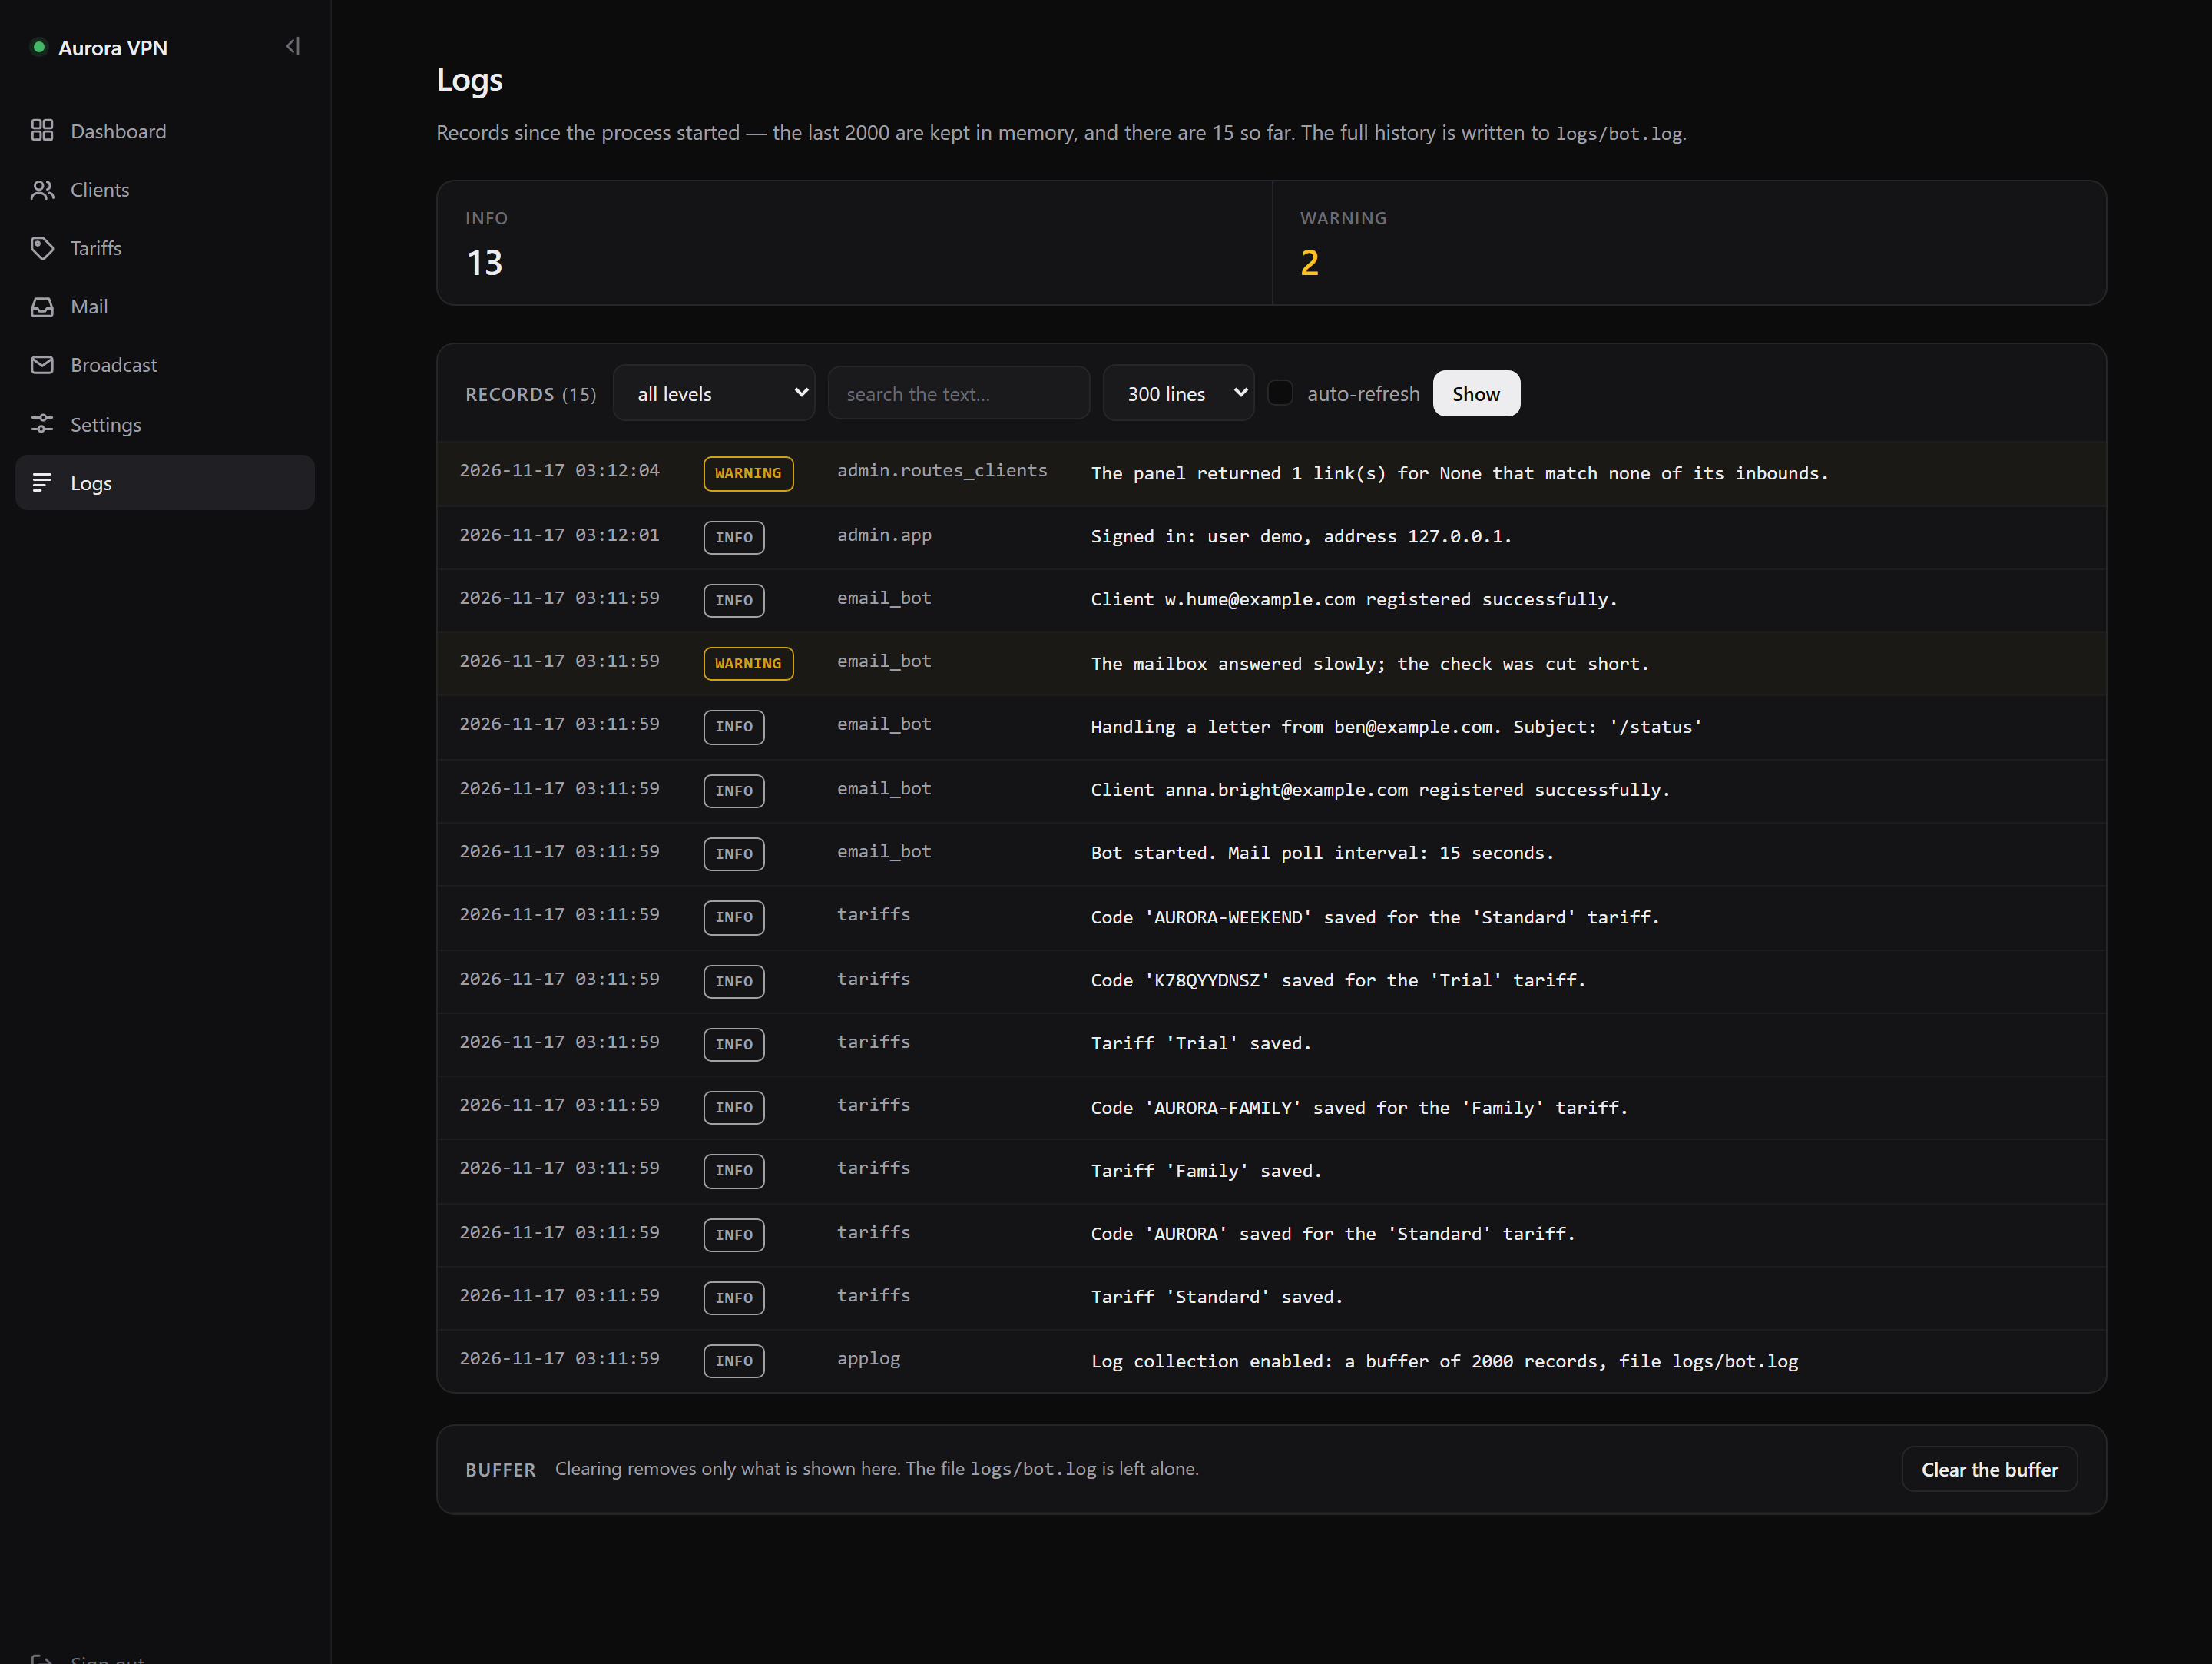 Aurora VPN
Dashboard
Clients
Tariffs
Mail
Broadcast
Settings
Logs
Sign out
Logs
Records since the process started — the last 2000 are kept in memory, and there are 15 so far. The full history is written to logs/bot.log.
INFO
13
WARNING
2
RECORDS (15) all levels search the text... 300 lines auto-refresh Show
2026-11-17 03:12:04 WARNING admin.routes_clients The panel returned 1 link(s) for None that match none of its inbounds.
2026-11-17 03:12:01 INFO admin.app Signed in: user demo, address 127.0.0.1.
2026-11-17 03:11:59 INFO email_bot Client w.hume@example.com registered successfully.
2026-11-17 03:11:59 WARNING email_bot The mailbox answered slowly; the check was cut short.
2026-11-17 03:11:59 INFO email_bot Handling a letter from ben@example.com. Subject: '/status'
2026-11-17 03:11:59 INFO email_bot Client anna.bright@example.com registered successfully.
2026-11-17 03:11:59 INFO email_bot Bot started. Mail poll interval: 15 seconds.
2026-11-17 03:11:59 INFO tariffs Code 'AURORA-WEEKEND' saved for the 'Standard' tariff.
2026-11-17 03:11:59 INFO tariffs Code 'K78QYYDNSZ' saved for the 'Trial' tariff.
2026-11-17 03:11:59 INFO tariffs Tariff 'Trial' saved.
2026-11-17 03:11:59 INFO tariffs Code 'AURORA-FAMILY' saved for the 'Family' tariff.
2026-11-17 03:11:59 INFO tariffs Tariff 'Family' saved.
2026-11-17 03:11:59 INFO tariffs Code 'AURORA' saved for the 'Standard' tariff.
2026-11-17 03:11:59 INFO tariffs Tariff 'Standard' saved.
2026-11-17 03:11:59 INFO applog Log collection enabled: a buffer of 2000 records, file logs/bot.log
BUFFER Clearing removes only what is shown here. The file logs/bot.log is left alone. Clear the buffer